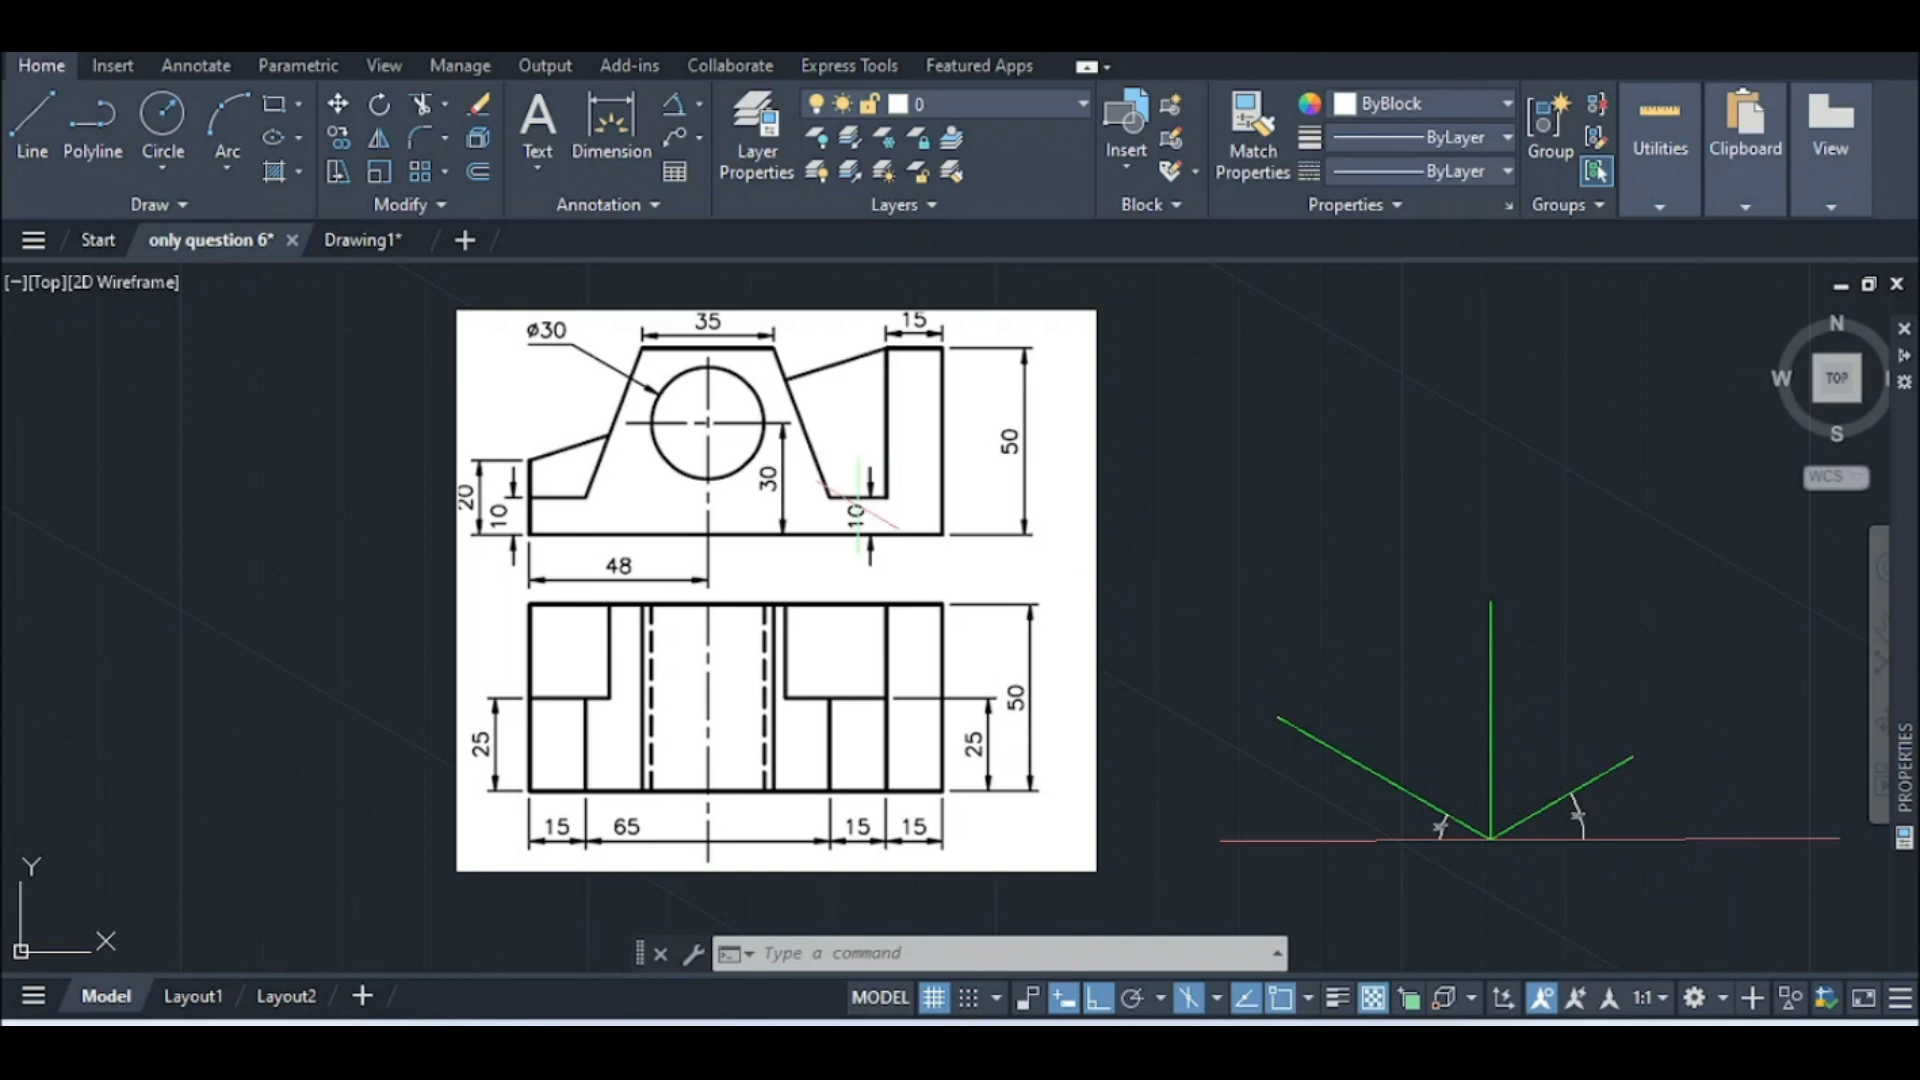 Home Insert Annotate Parametric View Manage Output Add-ins Collaborate Express Tools Featured Apps
0 ByBlock
ByLayer
Line Polyline Circle Arc Text Dimension Layer Properties Insert Match Properties Group Utilities Clipboard View
ByLayer
Draw Modify Annotation Layers Block Properties Groups
Start only question 6* Drawing1*
[−][Top][2D Wireframe]
N
W TOP
S
WCS
ø30 35 15
50
20 10 30 10
48
25 25 50
15 65 15 15
PROPERTIES
Y
X
Type a command
Model Layout1 Layout2 MODEL 1:1